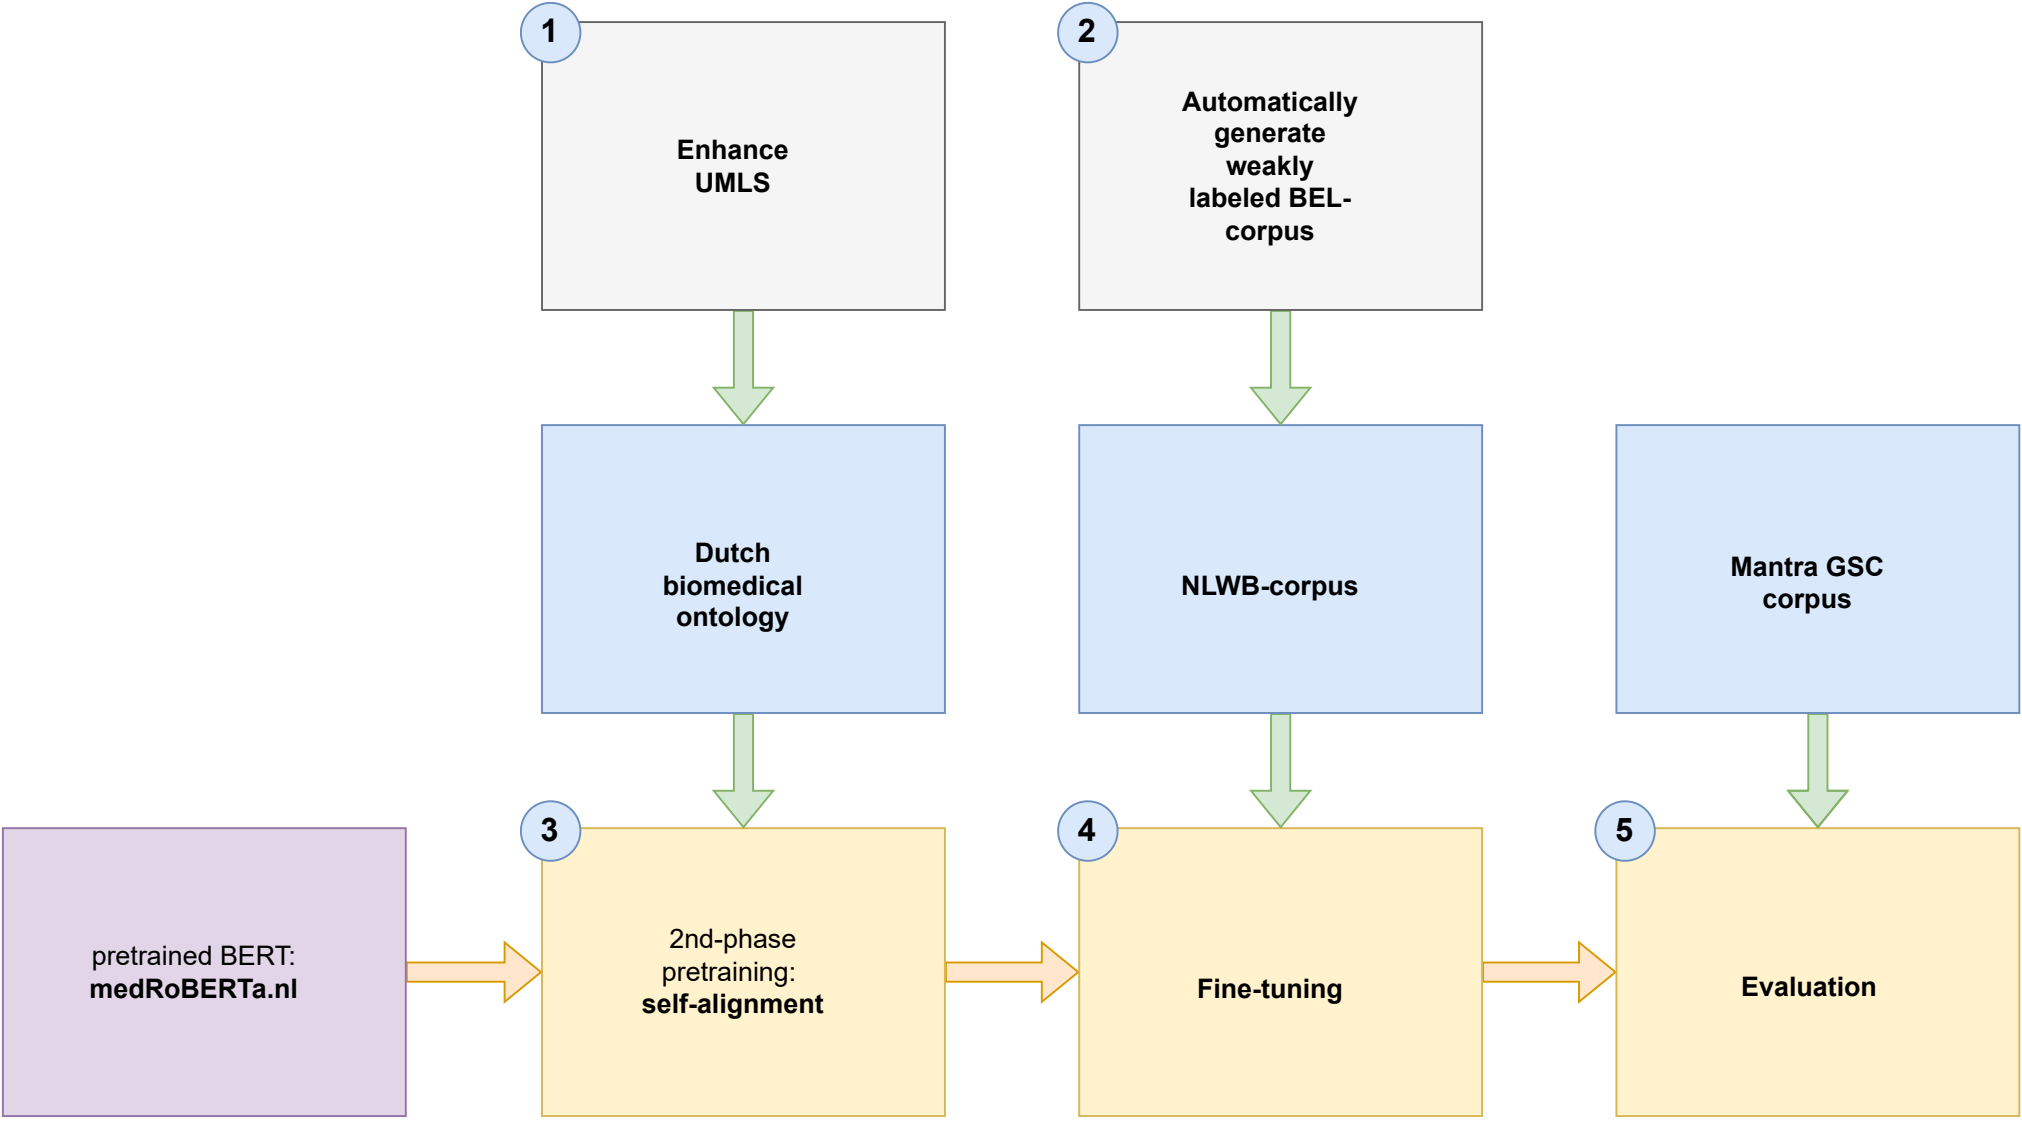 1
Enhance
UMLS
2
Automatically
generate
weakly
labeled BEL-
corpus
Dutch
biomedical
ontology
NLWB-corpus
Mantra GSC
corpus
pretrained BERT:
medRoBERTa.nl
3
2nd-phase
pretraining:
self-alignment
4
Fine-tuning
5
Evaluation